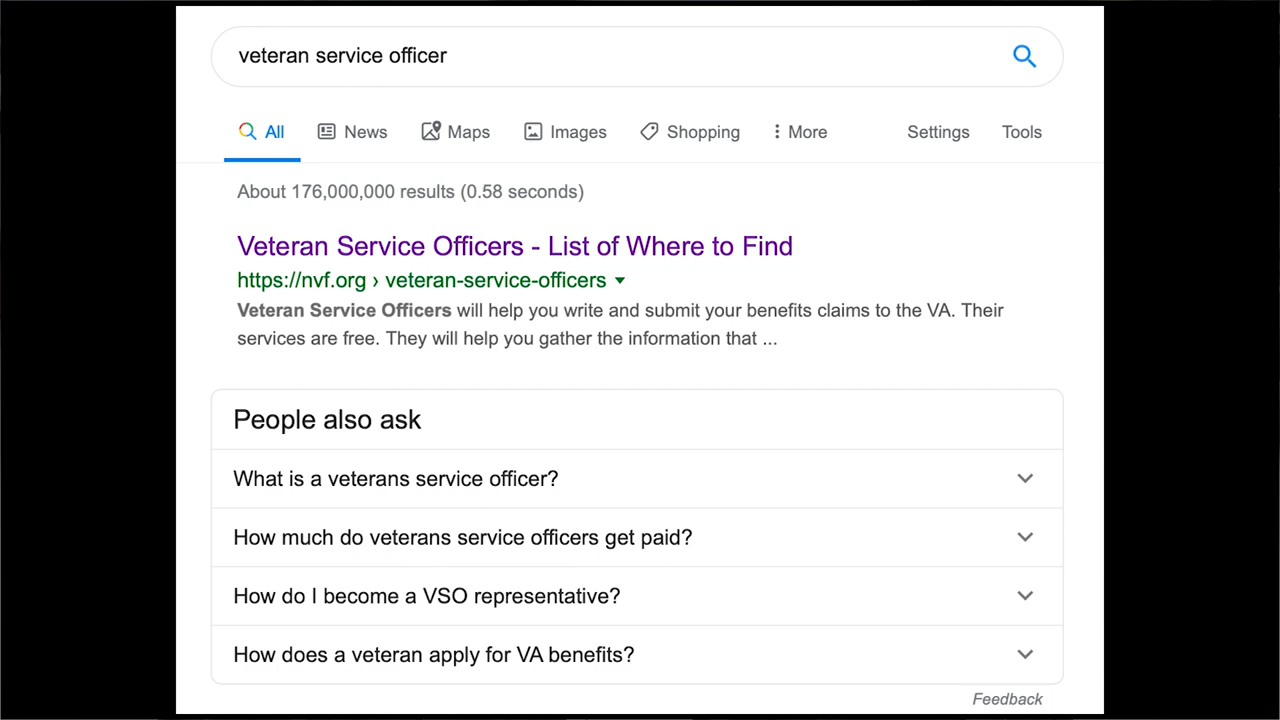 veteran service officer
All News Maps Images Shopping More Settings Tools
About 176,000,000 results (0.58 seconds)
Veteran Service Officers - List of Where to Find
https://nvf.org › veteran-service-officers
Veteran Service Officers will help you write and submit your benefits claims to the VA. Their
services are free. They will help you gather the information that ...
People also ask
What is a veterans service officer?
How much do veterans service officers get paid?
How do I become a VSO representative?
How does a veteran apply for VA benefits?
Feedback